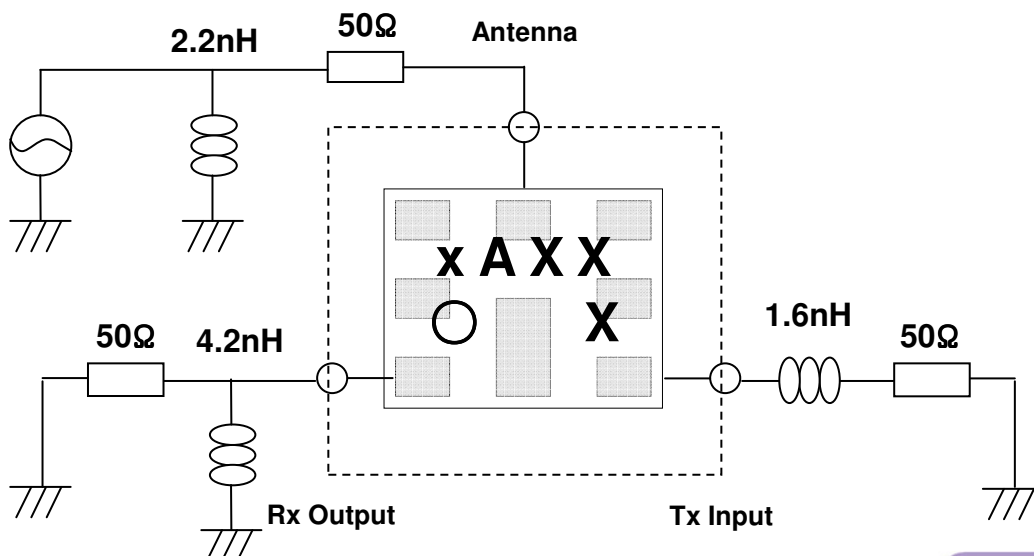 50Ω
Antenna
2.2nH
x A X X
O X
1.6nH
50Ω
50Ω
4.2nH
Rx Output
Tx Input